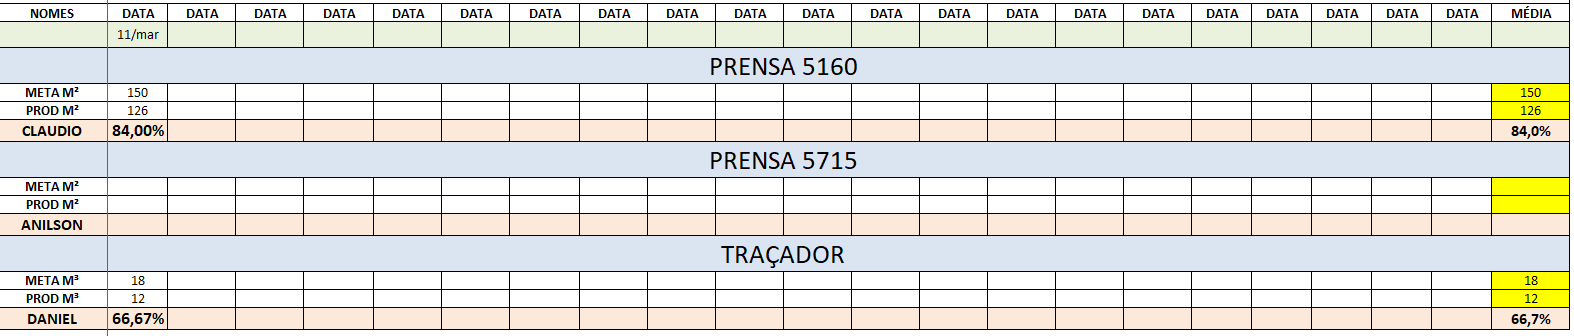 NOMES DATA DATA DATA DATA DATA DATA DATA DATA DATA DATA DATA DATA DATA DATA DATA DATA DATA DATA DATA DATA DATA MÉDIA
11/mar
PRENSA 5160
META M² 150 150
PROD M² 126 126
CLAUDIO 84,00% 84,0%
PRENSA 5715
META M²
PROD M²
ANILSON
TRAÇADOR
META M³ 18 18
PROD M³ 12 12
DANIEL 66,67% 66,7%